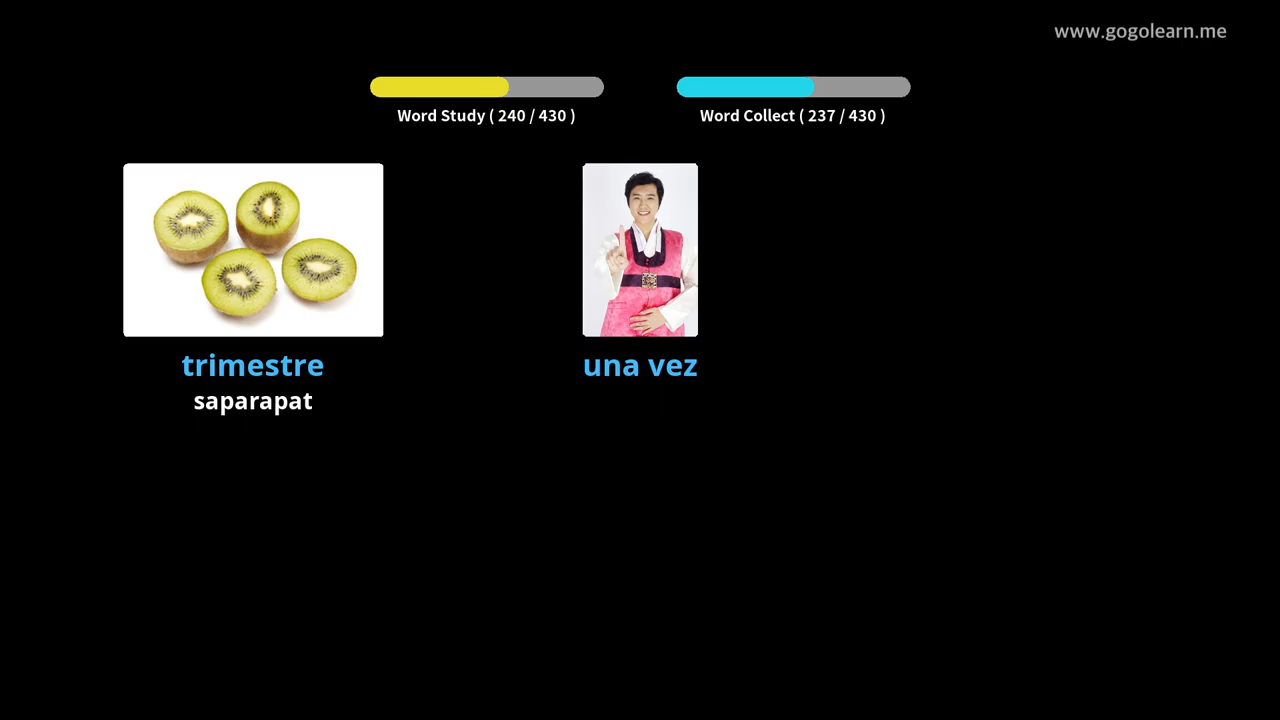 www.gogolearn.me
Word Study ( 240 / 430 )
Word Collect ( 237 / 430 )
trimestre
saparapat
una vez